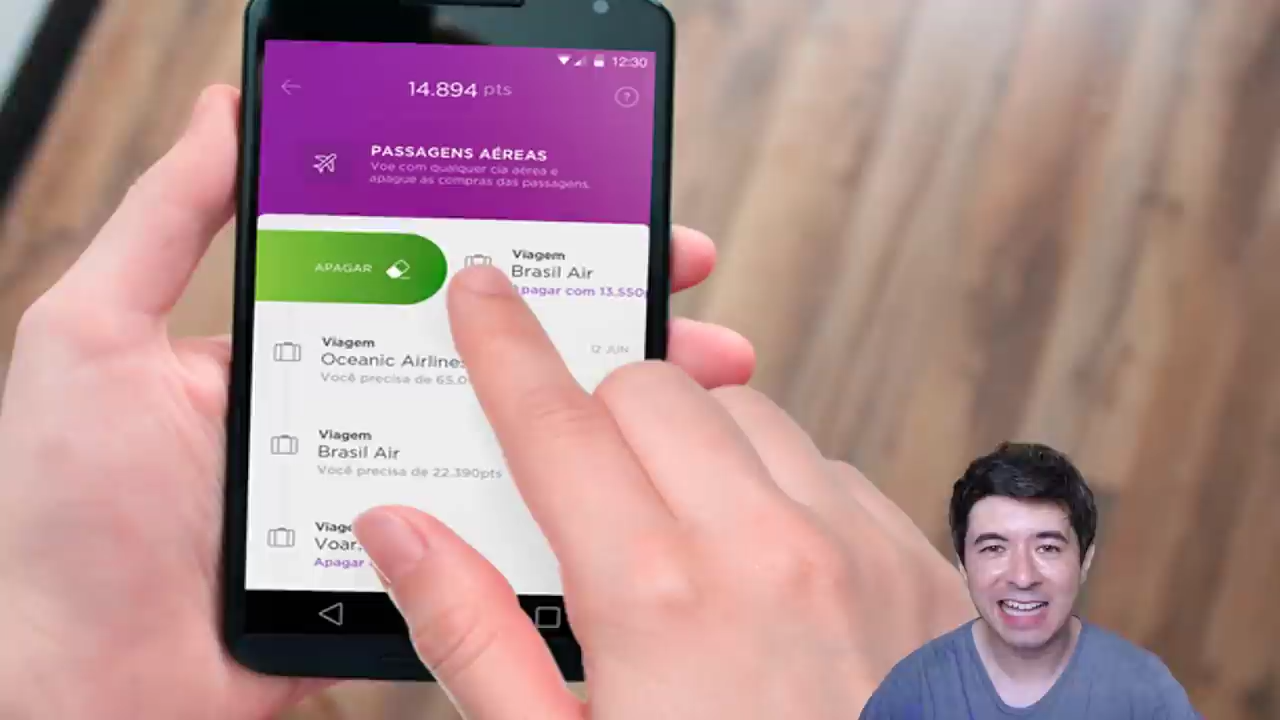 12:30
14.894 pts
?
PASSAGENS AÉREAS
Voe com qualquer cia aérea e
apague as compras das passagens.
APAGAR
Viagem
Brasil Air
Apagar com 13.550
Viagem
12 JUN
Oceanic Airlines
Você precisa de 65.0
Viagem
Brasil Air
Você precisa de 22.390pts
Viag
Voar
Apagar